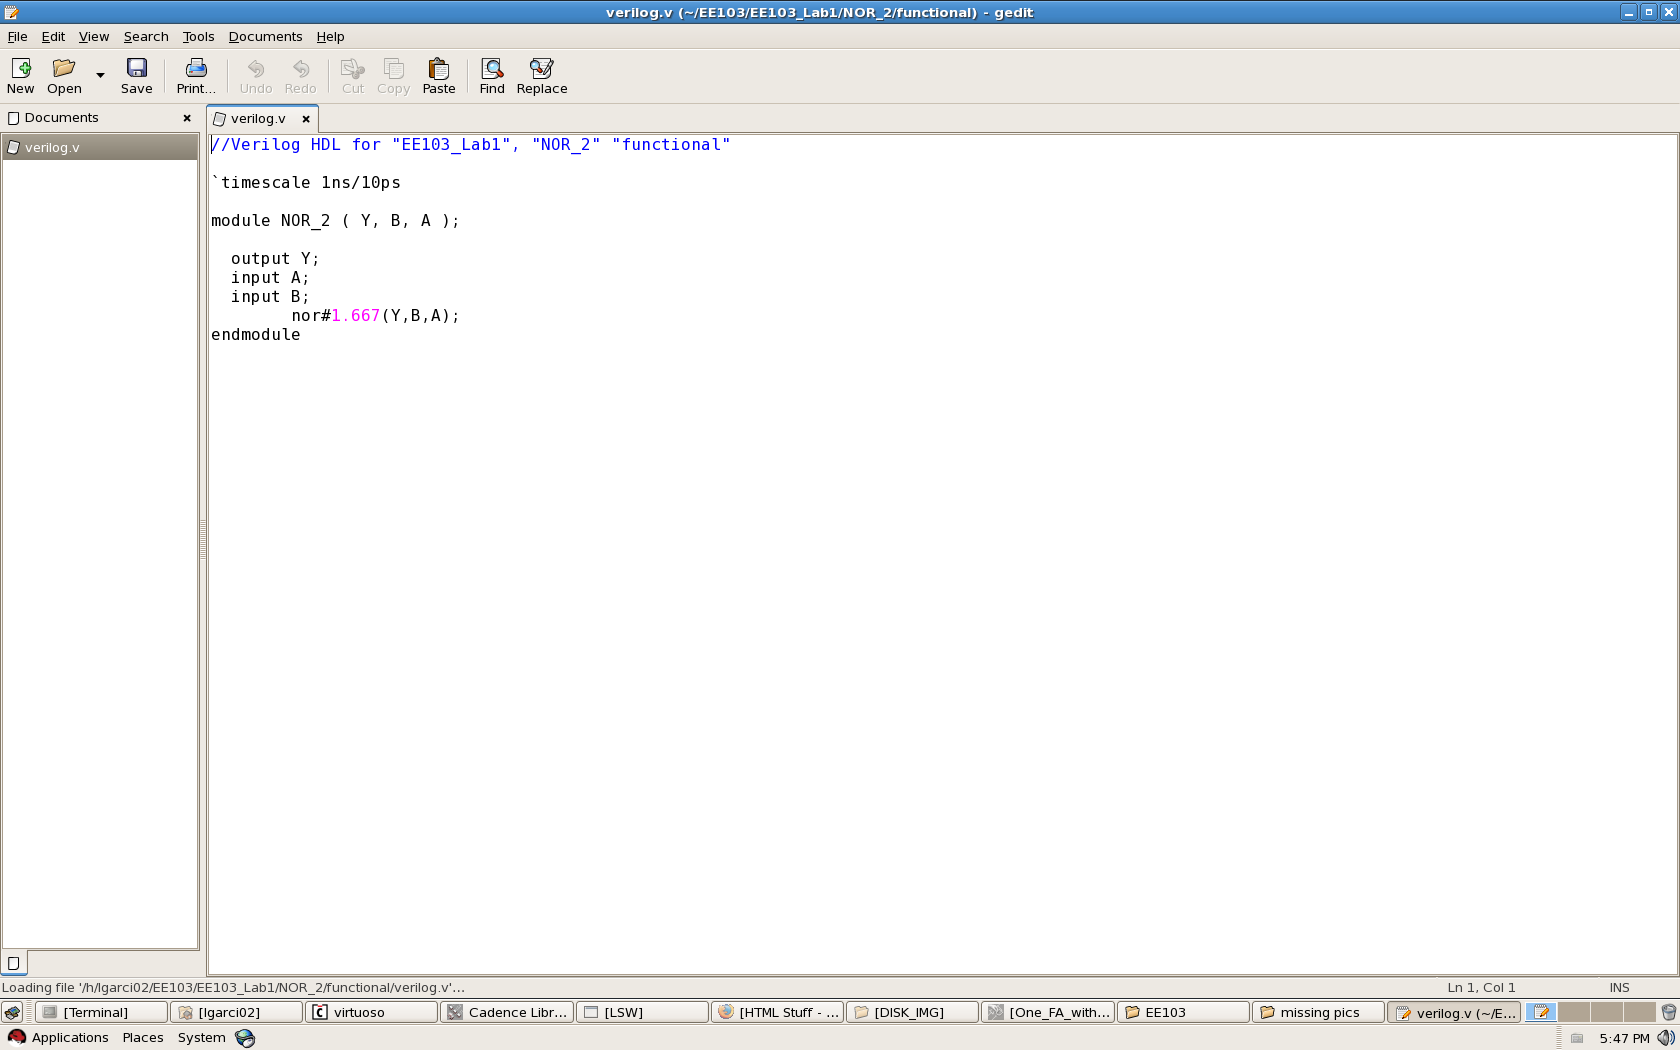 verilog.v (~/EE103/EE103_Lab1/NOR_2/functional) - gedit
File Edit View Search Tools Documents Help
New Open Save Print... Undo Redo Cut Copy Paste Find Replace
Documents
verilog.v
verilog.v
//Verilog HDL for "EE103_Lab1", "NOR_2" "functional"
`timescale 1ns/10ps
module NOR_2 ( Y, B, A );
output Y;
input A;
input B;
nor#1.667(Y,B,A);
endmodule
Loading file '/h/lgarci02/EE103/EE103_Lab1/NOR_2/functional/verilog.v'...
Ln 1, Col 1 INS
[Terminal] [lgarci02] virtuoso Cadence Libr... [LSW] [HTML Stuff - ... [DISK_IMG] [One_FA_with... EE103 missing pics verilog.v (~/E...
Applications Places System 5:47 PM